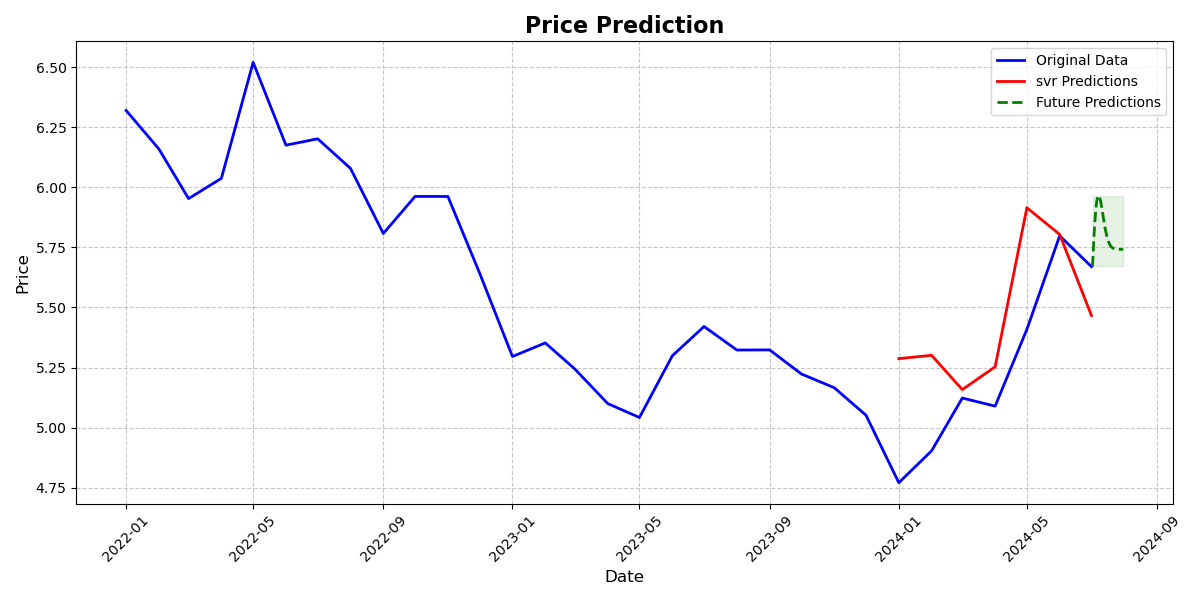 Price Prediction
Original Data
svr Predictions
Future Predictions
Price
6.50
6.25
6.00
5.75
5.50
5.25
5.00
4.75
2022-01
2022-05
2022-09
2023-01
2023-05
2023-09
2024-01
2024-05
2024-09
Date